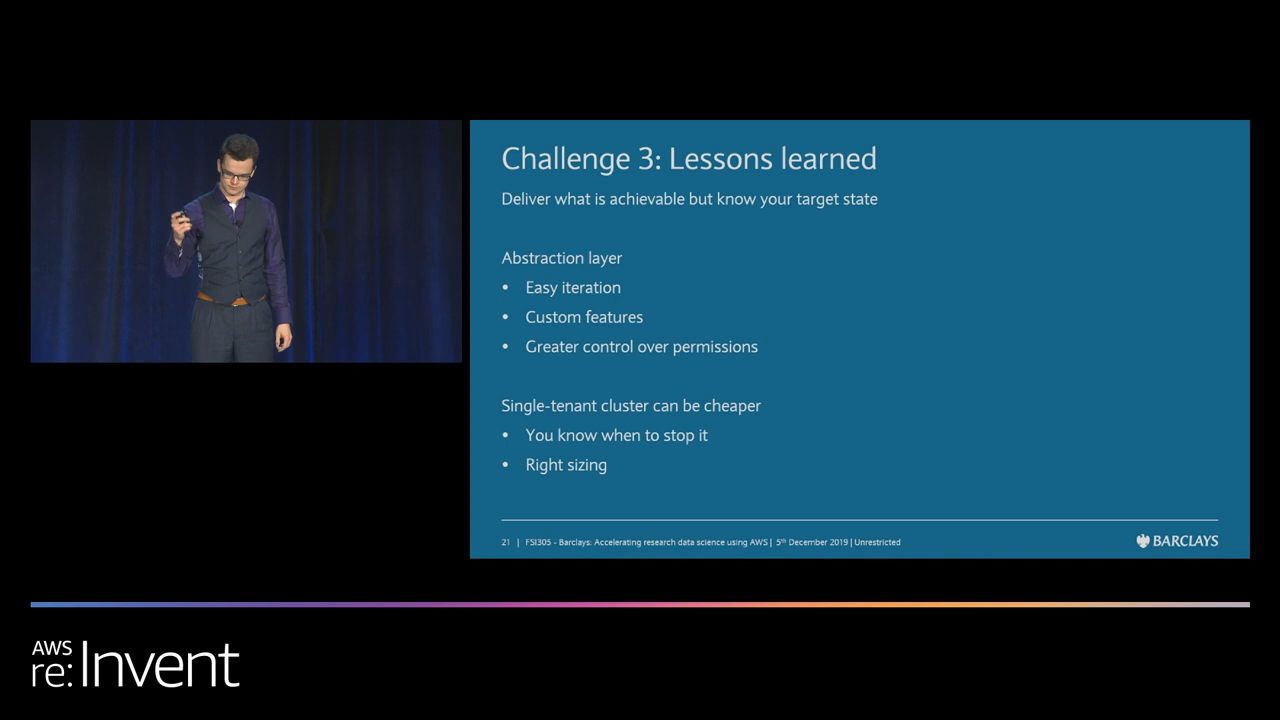 Challenge 3: Lessons learned
Deliver what is achievable but know your target state
Abstraction layer
• Easy iteration
• Custom features
• Greater control over permissions
Single-tenant cluster can be cheaper
• You know when to stop it
• Right sizing
21 | FSI305 - Barclays: Accelerating research data science using AWS | 5th December 2019 | Unrestricted
BARCLAYS
AWS
re:Invent